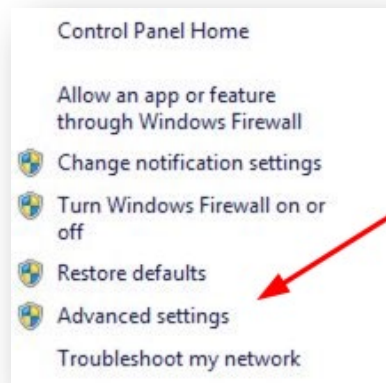 Control Panel Home
Allow an app or feature
through Windows Firewall
Change notification settings
Turn Windows Firewall on or
off
Restore defaults
Advanced settings
Troubleshoot my network